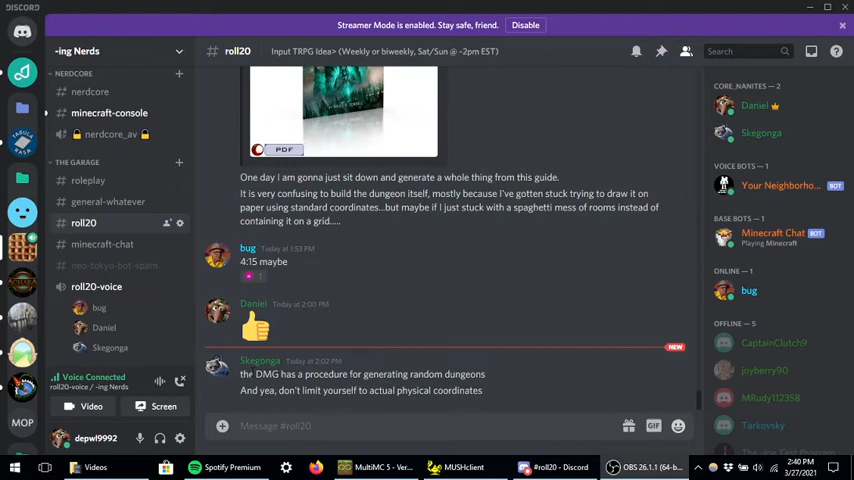 DISCORD
Streamer Mode is enabled. Stay safe, friend.
Disable
-ing Nerds
roll20
Input TRPG Idea> (Weekly or biweekly, Sat/Sun @ ~2pm EST)
Search
NERDCORE
nerdcore
minecraft-console
nerdcore_av
THE GARAGE
roleplay
general-whatever
roll20
minecraft-chat
neo-tokyo-bot-spam
roll20-voice
bug
Daniel
Skegonga
Voice Connected
roll20-voice / -ing Nerds
Video
Screen
depwl9992
TABULA
RASA
MOP
PDF
One day I am gonna just sit down and generate a whole thing from this guide.
It is very confusing to build the dungeon itself, mostly because I've gotten stuck trying to draw it on
paper using standard coordinates...but maybe if I just stuck with a spaghetti mess of rooms instead of
containing it on a grid.....
bug Today at 1:53 PM
4:15 maybe
1
Daniel Today at 2:00 PM
NEW
Skegonga Today at 2:02 PM
the DMG has a procedure for generating random dungeons
And yea, don't limit yourself to actual physical coordinates
Message #roll20
GIF
CORE_NANITES — 2
Daniel
Skegonga
VOICE BOTS — 1
Your Neighborho... BOT
BASE BOTS — 1
Minecraft Chat BOT
Playing Minecraft
ONLINE — 1
bug
OFFLINE — 5
CaptainClutch9
joyberry90
MRudy112358
Tarkovsky
The -ing Test Program
Videos
Spotify Premium
MultiMC 5 - Ver...
MUSHclient
#roll20 - Discord
OBS 26.1.1 (64-b...
2:40 PM
3/27/2021